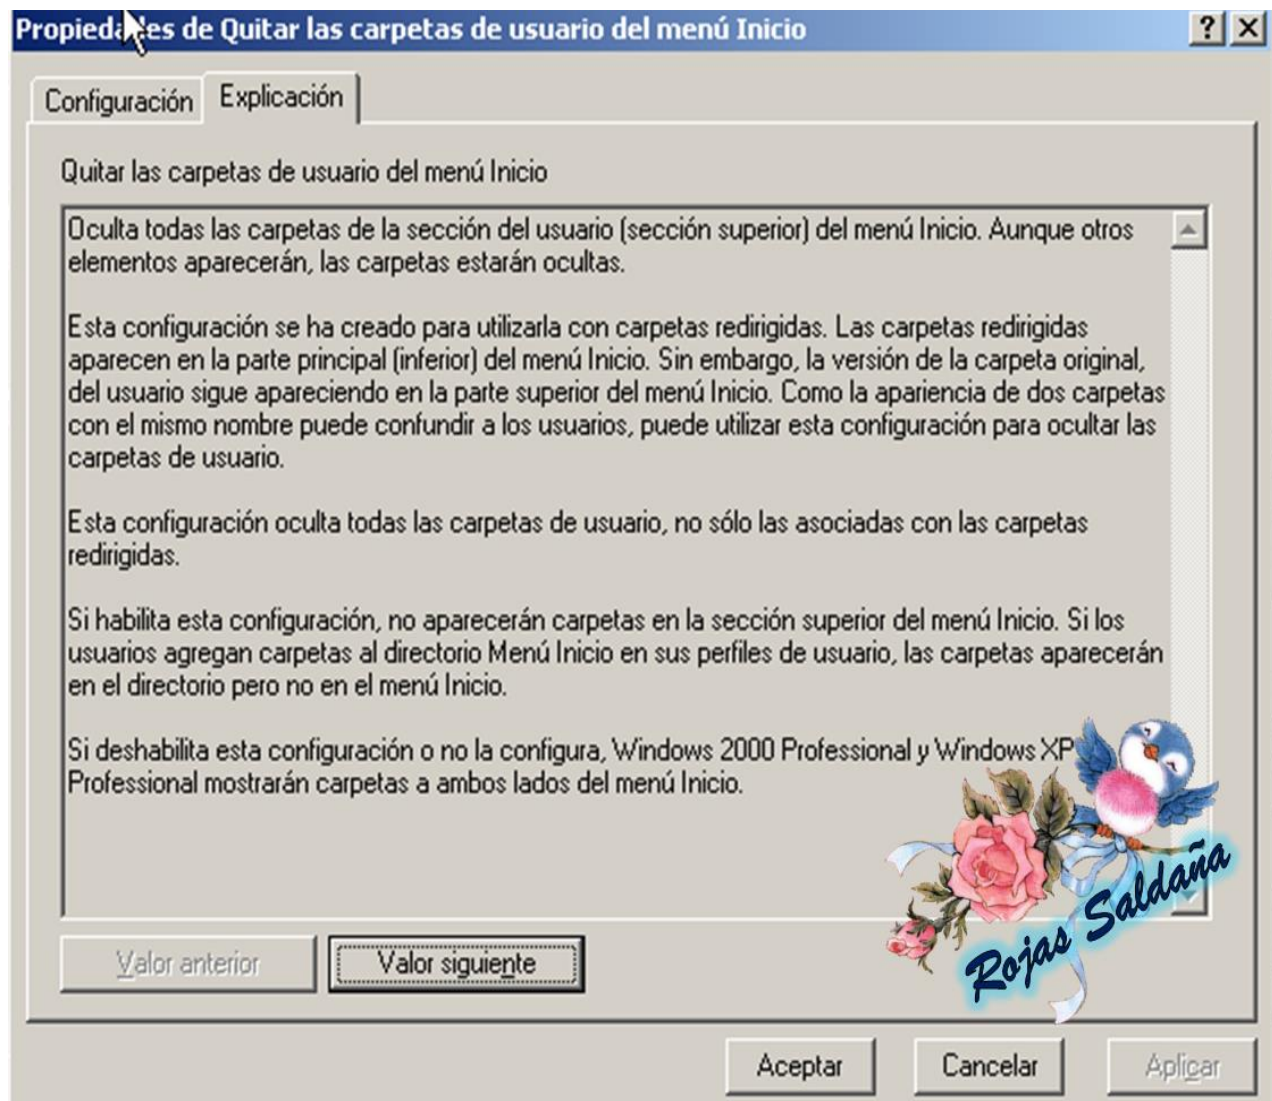 Propiedades de Quitar las carpetas de usuario del menú Inicio
Configuración
Explicación
Quitar las carpetas de usuario del menú Inicio
Oculta todas las carpetas de la sección del usuario (sección superior) del menú Inicio. Aunque otros
elementos aparecerán, las carpetas estarán ocultas.
Esta configuración se ha creado para utilizarla con carpetas redirigidas. Las carpetas redirigidas
aparecen en la parte principal (inferior) del menú Inicio. Sin embargo, la versión de la carpeta original,
del usuario sigue apareciendo en la parte superior del menú Inicio. Como la apariencia de dos carpetas
con el mismo nombre puede confundir a los usuarios, puede utilizar esta configuración para ocultar las
carpetas de usuario.
Esta configuración oculta todas las carpetas de usuario, no sólo las asociadas con las carpetas
redirigidas.
Si habilita esta configuración, no aparecerán carpetas en la sección superior del menú Inicio. Si los
usuarios agregan carpetas al directorio Menú Inicio en sus perfiles de usuario, las carpetas aparecerán
en el directorio pero no en el menú Inicio.
Si deshabilita esta configuración o no la configura, Windows 2000 Professional y Windows XP
Professional mostrarán carpetas a ambos lados del menú Inicio.
Rojas Saldaña
Valor anterior
Valor siguiente
Aceptar
Cancelar
Aplicar